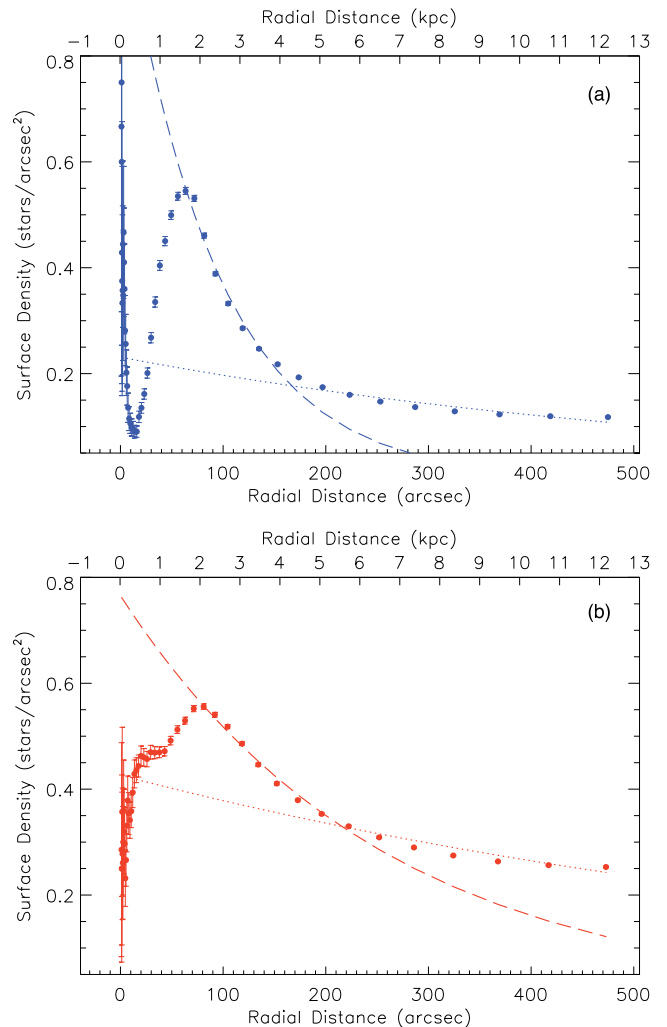 Radial Distance (kpc)
−1 0 1 2 3 4 5 6 7 8 9 10 11 12 13
0.8
(a)
0.6
0.4
0.2
Surface Density (stars/arcsec²)
0 100 200 300 400 500
Radial Distance (arcsec)
Radial Distance (kpc)
−1 0 1 2 3 4 5 6 7 8 9 10 11 12 13
0.8
(b)
0.6
0.4
0.2
Surface Density (stars/arcsec²)
0 100 200 300 400 500
Radial Distance (arcsec)